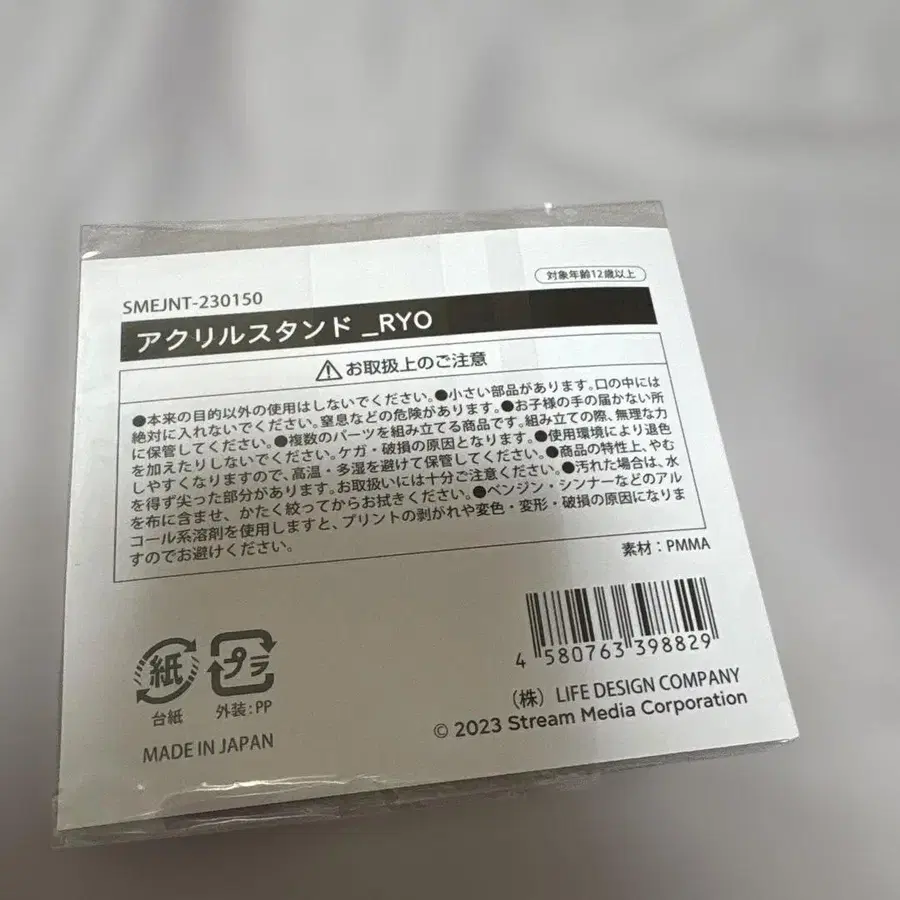 対象年齢12歳以上
SMEJNT-230150
アクリルスタンド _RYO
お取扱上のご注意
●本来の目的以外の使用はしないでください。●小さい部品があります。口の中には
絶対に入れないでください。窒息などの危険があります。●お子様の手の届かない所
に保管してください。●複数のパーツを組み立てる商品です。組み立ての際、無理な力
を加えたりしないでください。ケガ・破損の原因となります。●使用環境により退色
しやすくなりますので、高温・多湿を避けて保管してください。●商品の特性上、やむ
を得ず尖った部分があります。お取扱いには十分ご注意ください。●汚れた場合は、水
を布に含ませ、かたく絞ってからお拭きください。●ベンジン・シンナーなどのアル
コール系溶剤を使用しますと、プリントの剥がれや変色・変形・破損の原因になりま
すのでお避けください。
素材：PMMA
4 580763 398829
紙 プラ
台紙 外装：PP
（株）LIFE DESIGN COMPANY
© 2023 Stream Media Corporation
MADE IN JAPAN